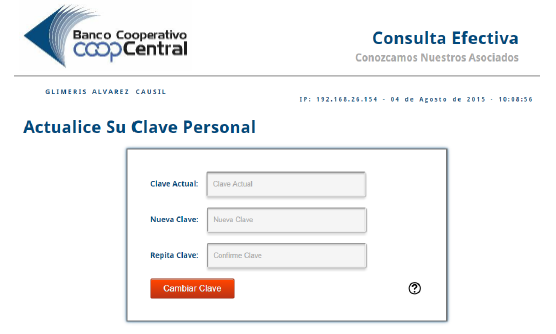 Banco Cooperativo
coopCentral
Consulta Efectiva
Conozcamos Nuestros Asociados
GLIMERIS ALVAREZ CAUSIL
IP: 192.168.26.154 - 04 de Agosto de 2015 - 10:08:56
Actualice Su Clave Personal
Clave Actual: Clave Actual
Nueva Clave: Nueva Clave
Repita Clave: Confirme Clave
Cambiar Clave ?